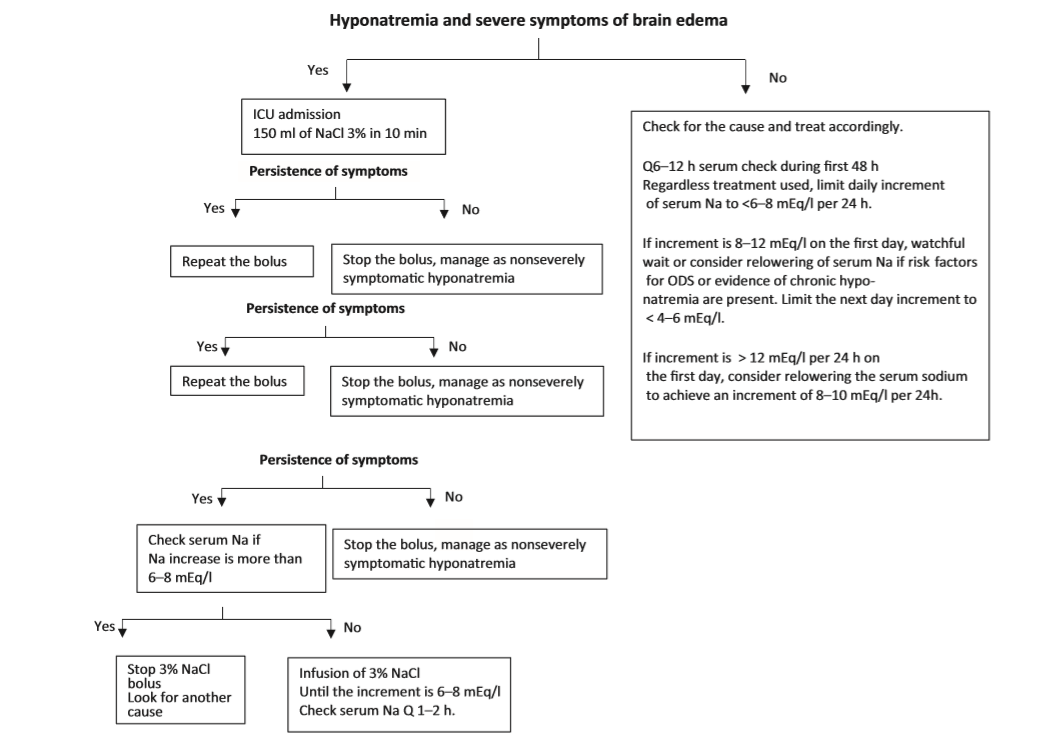 Hyponatremia and severe symptoms of brain edema
Yes
No
ICU admission
150 ml of NaCl 3% in 10 min
Persistence of symptoms
Yes
No
Repeat the bolus
Stop the bolus, manage as nonseverely
symptomatic hyponatremia
Persistence of symptoms
Yes
No
Repeat the bolus
Stop the bolus, manage as nonseverely
symptomatic hyponatremia
Persistence of symptoms
Yes
No
Check serum Na if
Na increase is more than
6–8 mEq/l
Stop the bolus, manage as nonseverely
symptomatic hyponatremia
Yes
No
Stop 3% NaCl
bolus
Look for another
cause
Infusion of 3% NaCl
Until the increment is 6–8 mEq/l
Check serum Na Q 1–2 h.
Check for the cause and treat accordingly.
Q6–12 h serum check during first 48 h
Regardless treatment used, limit daily increment
of serum Na to <6–8 mEq/l per 24 h.
If increment is 8–12 mEq/l on the first day, watchful
wait or consider relowering of serum Na if risk factors
for ODS or evidence of chronic hypo-
natremia are present. Limit the next day increment to
< 4–6 mEq/l.
If increment is > 12 mEq/l per 24 h on
the first day, consider relowering the serum sodium
to achieve an increment of 8–10 mEq/l per 24h.